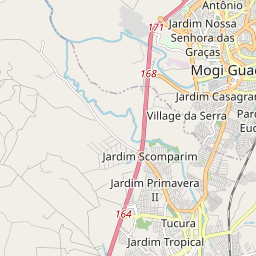 Antônio
171
Jardim Nossa
Senhora das
Graças
168
Mogi Gua
Jardim Casagran
Village da Serra
Par
Euc
Jardim Scomparim
Jardim Primavera
II
164
Tucura
Jardim Tropical